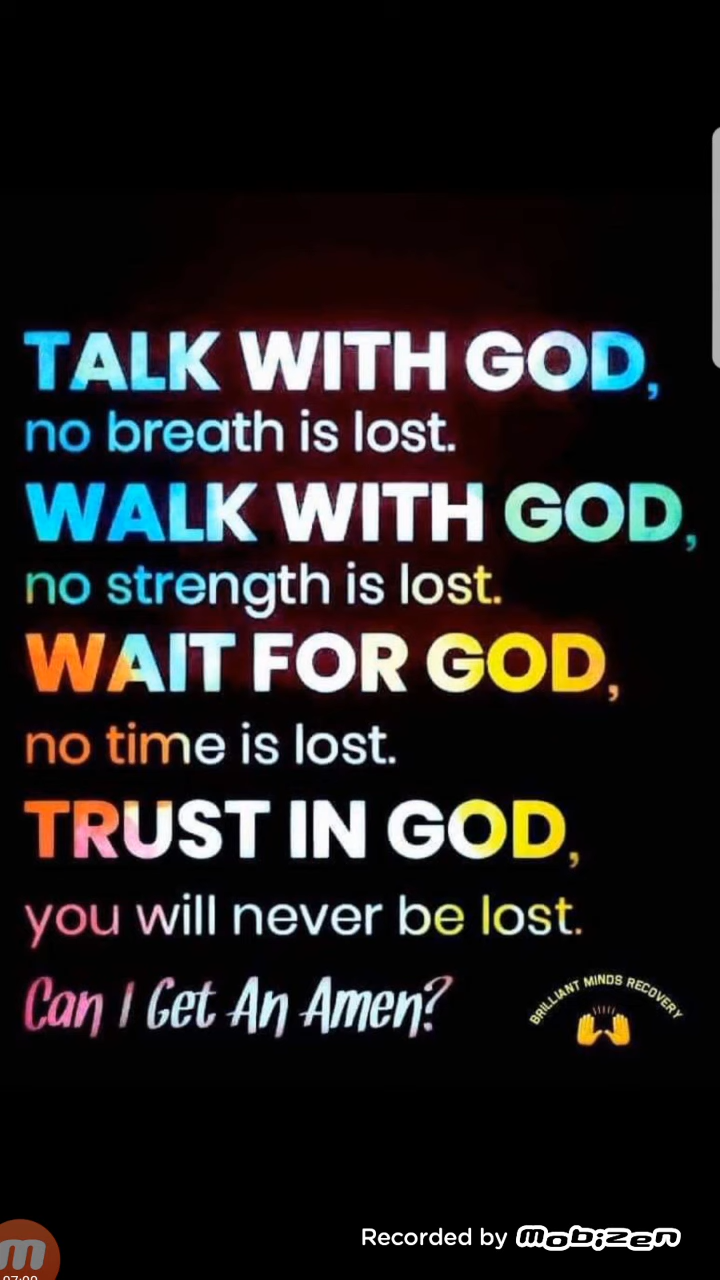 TALK WITH GOD,
no breath is lost.
WALK WITH GOD,
no strength is lost.
WAIT FOR GOD,
no time is lost.
TRUST IN GOD,
you will never be lost.
Can I Get An Amen?
BRILLIANT MINDS RECOVERY
Recorded by mobizen
m